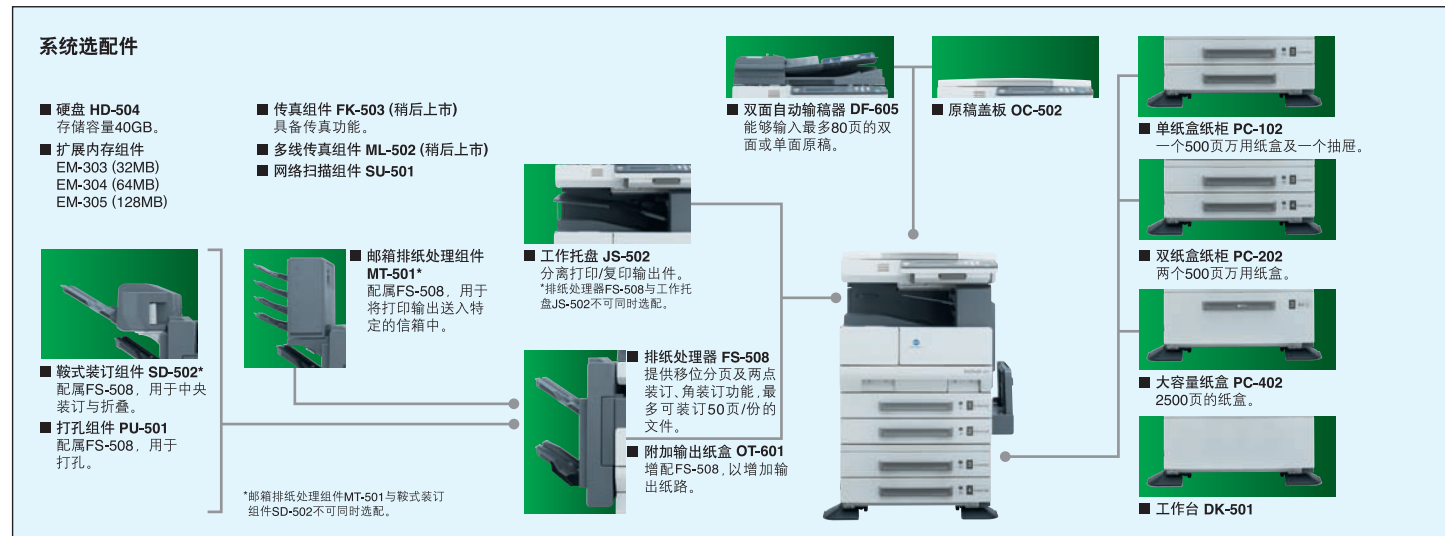 系统选配件
■ 硬盘 HD-504
存储容量40GB。
■ 扩展内存组件
EM-303 (32MB)
EM-304 (64MB)
EM-305 (128MB)
■ 传真组件 FK-503 (稍后上市)
具备传真功能。
■ 多线传真组件 ML-502 (稍后上市)
■ 网络扫描组件 SU-501
■ 双面自动输稿器 DF-605
能够输入最多80页的双
面或单面原稿。
■ 原稿盖板 OC-502
■ 单纸盒纸柜 PC-102
一个500页万用纸盒及一个抽屉。
■ 双纸盒纸柜 PC-202
两个500页万用纸盒。
■ 大容量纸盒 PC-402
2500页的纸盒。
■ 工作台 DK-501
■ 工作托盘 JS-502
分离打印/复印输出件。
*排纸处理器FS-508与工作托
盘JS-502不可同时选配。
■ 邮箱排纸处理组件
MT-501*
配属FS-508，用于
将打印输出送入特
定的信箱中。
■ 鞍式装订组件 SD-502*
配属FS-508，用于中央
装订与折叠。
■ 打孔组件 PU-501
配属FS-508，用于
打孔。
■ 排纸处理器 FS-508
提供移位分页及两点
装订、角装订功能,最
多可装订50页/份的
文件。
■ 附加输出纸盒 OT-601
增配FS-508,以增加输
出纸路。
*邮箱排纸处理组件MT-501与鞍式装订
组件SD-502不可同时选配。